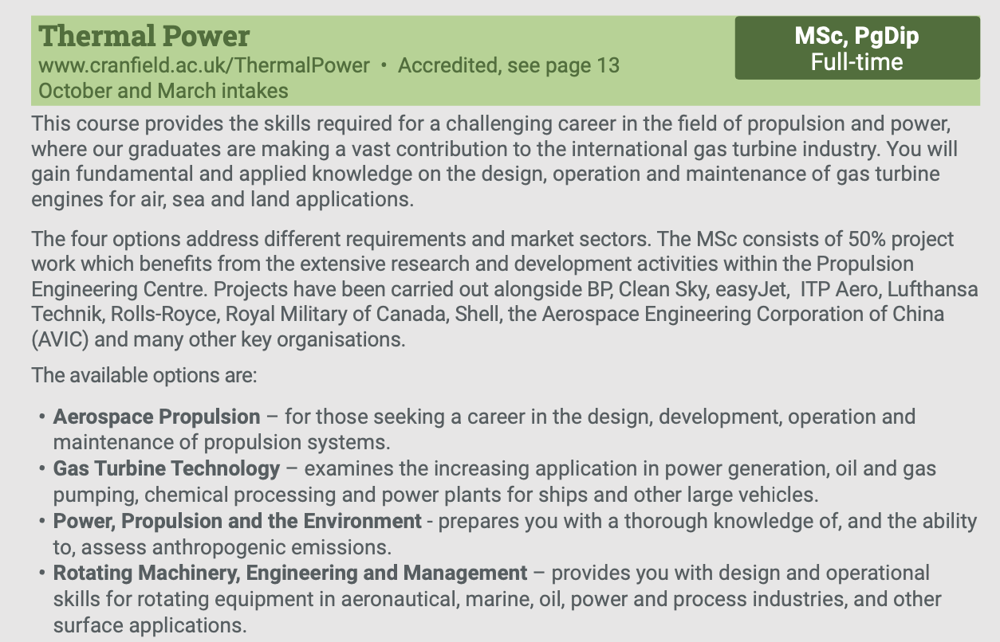 Thermal Power
MSc, PgDip
Full-time
www.cranfield.ac.uk/ThermalPower • Accredited, see page 13
October and March intakes
This course provides the skills required for a challenging career in the field of propulsion and power,
where our graduates are making a vast contribution to the international gas turbine industry. You will
gain fundamental and applied knowledge on the design, operation and maintenance of gas turbine
engines for air, sea and land applications.
The four options address different requirements and market sectors. The MSc consists of 50% project
work which benefits from the extensive research and development activities within the Propulsion
Engineering Centre. Projects have been carried out alongside BP, Clean Sky, easyJet, ITP Aero, Lufthansa
Technik, Rolls-Royce, Royal Military of Canada, Shell, the Aerospace Engineering Corporation of China
(AVIC) and many other key organisations.
The available options are:
• Aerospace Propulsion – for those seeking a career in the design, development, operation and
maintenance of propulsion systems.
• Gas Turbine Technology – examines the increasing application in power generation, oil and gas
pumping, chemical processing and power plants for ships and other large vehicles.
• Power, Propulsion and the Environment - prepares you with a thorough knowledge of, and the ability
to, assess anthropogenic emissions.
• Rotating Machinery, Engineering and Management – provides you with design and operational
skills for rotating equipment in aeronautical, marine, oil, power and process industries, and other
surface applications.